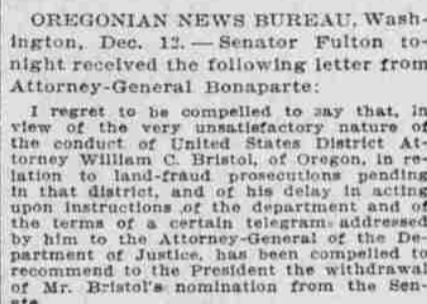 OREGONIAN NEWS BUREAU, Wash-
ington, Dec. 12. — Senator Fulton to-
night received the following letter from
Attorney-General Bonaparte:
I regret to be compelled to say that, in
view of the very unsatisfactory nature of
the conduct of United States District At-
torney William C. Bristol, of Oregon, in re-
lation to land-fraud prosecutions pending
in that district, and of his delay in acting
upon instructions of the department and of
the terms of a certain telegram addressed
by him to the Attorney-General of the De-
partment of Justice, has been compelled to
recommend to the President the withdrawal
of Mr. Bristol's nomination from the Sen-
ate